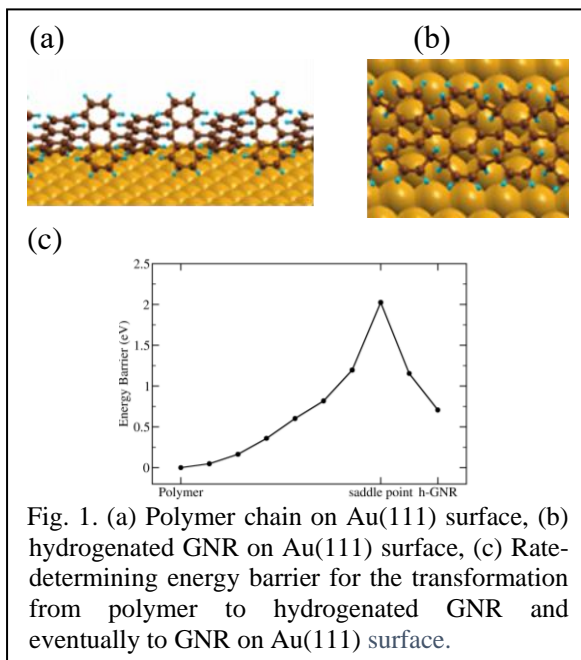 (a)
(b)
(c)
2.5
2
1.5
1
0.5
0
Energy Barrier (eV)
Polymer
saddle point
h-GNR
Fig. 1. (a) Polymer chain on Au(111) surface, (b)
hydrogenated GNR on Au(111) surface, (c) Rate-
determining energy barrier for the transformation
from polymer to hydrogenated GNR and
eventually to GNR on Au(111) surface.